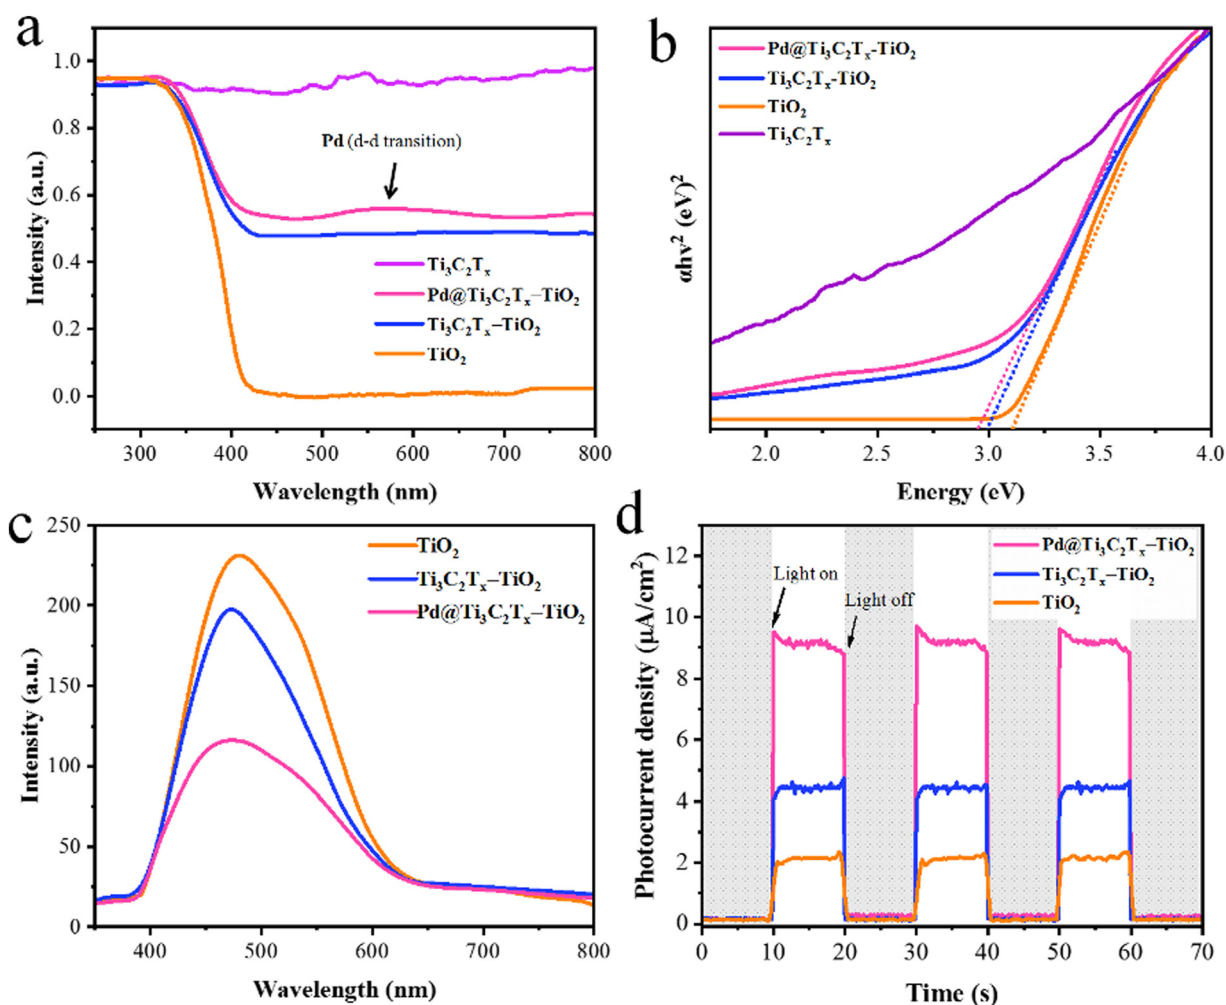 a
Intensity (a.u.)
1.0
0.8
0.6
0.4
0.2
0.0
Pd (d-d transition)
Ti₃C₂Tₓ
Pd@Ti₃C₂Tₓ–TiO₂
Ti₃C₂Tₓ–TiO₂
TiO₂
300 400 500 600 700 800
Wavelength (nm)
b
αhv² (eV)²
Pd@Ti₃C₂Tₓ-TiO₂
Ti₃C₂Tₓ-TiO₂
TiO₂
Ti₃C₂Tₓ
2.0 2.5 3.0 3.5 4.0
Energy (eV)
c
Intensity (a.u.)
250
200
150
100
50
0
TiO₂
Ti₃C₂Tₓ–TiO₂
Pd@Ti₃C₂Tₓ–TiO₂
400 500 600 700 800
Wavelength (nm)
d
Photocurrent density (μA/cm²)
12
10
8
6
4
2
0
Pd@Ti₃C₂Tₓ–TiO₂
Ti₃C₂Tₓ–TiO₂
TiO₂
Light on
Light off
0 10 20 30 40 50 60 70
Time (s)